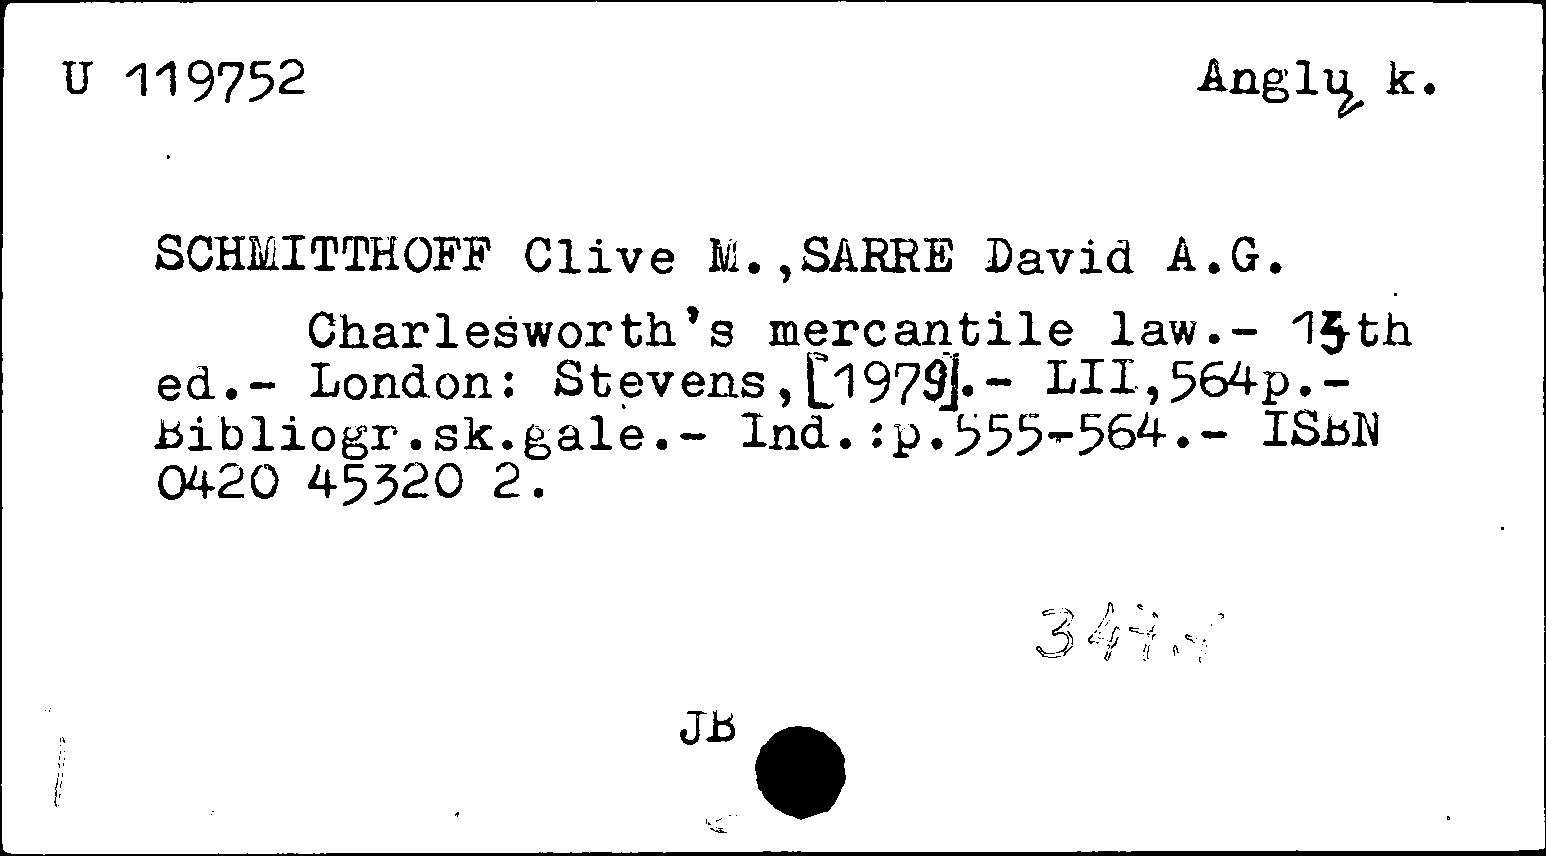 U 119752 Anglų k.
SCHMITTHOFF Clive M.,SARRE David A.G.
Charlesworth's mercantile law.- 13th
ed.- London: Stevens,[1979].- LII,564p.-
Bibliogr.sk.gale.- Ind.:p.555-564.- ISBN
0420 45320 2.
347.
JB